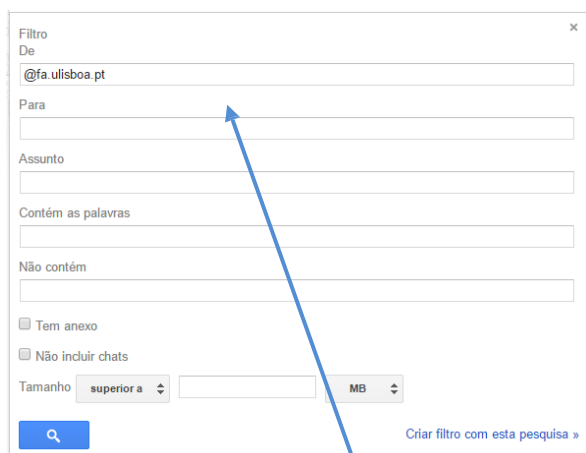 Filtro
De
@fa.ulisboa.pt
Para
Assunto
Contém as palavras
Não contém
Tem anexo
Não incluir chats
Tamanho superior a MB
Criar filtro com esta pesquisa »